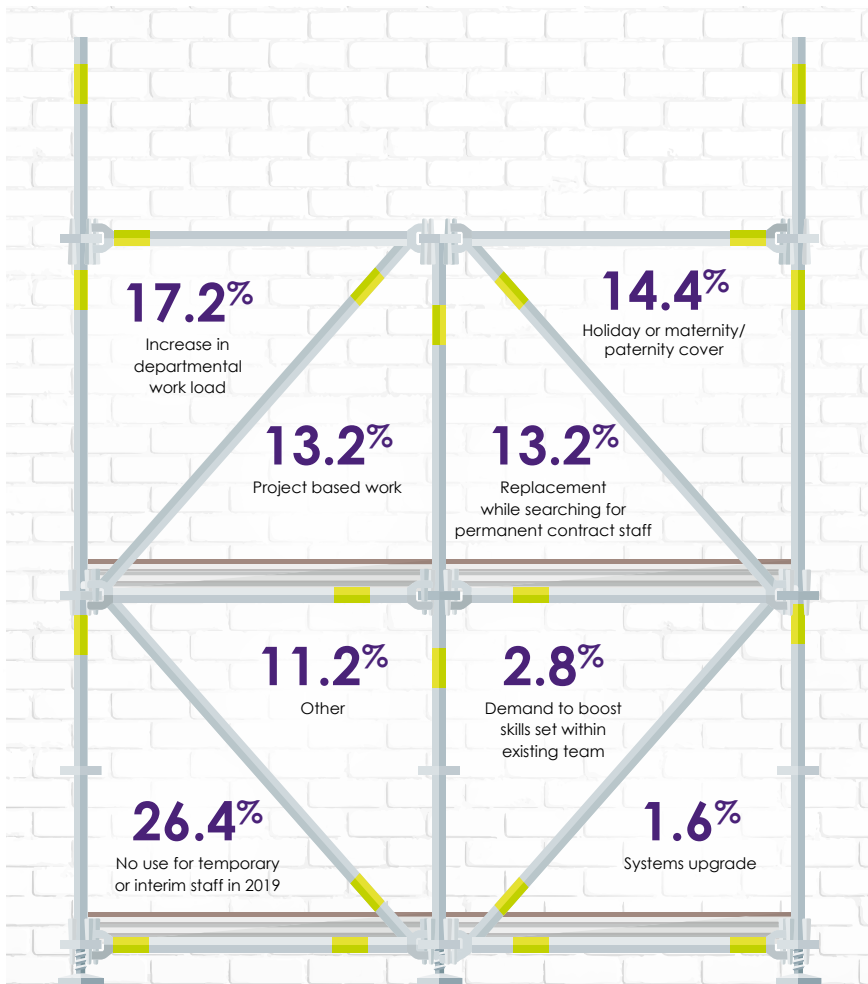 17.2%
Increase in
departmental
work load
14.4%
Holiday or maternity/
paternity cover
13.2%
Project based work
13.2%
Replacement
while searching for
permanent contract staff
11.2%
Other
2.8%
Demand to boost
skills set within
existing team
26.4%
No use for temporary
or interim staff in 2019
1.6%
Systems upgrade